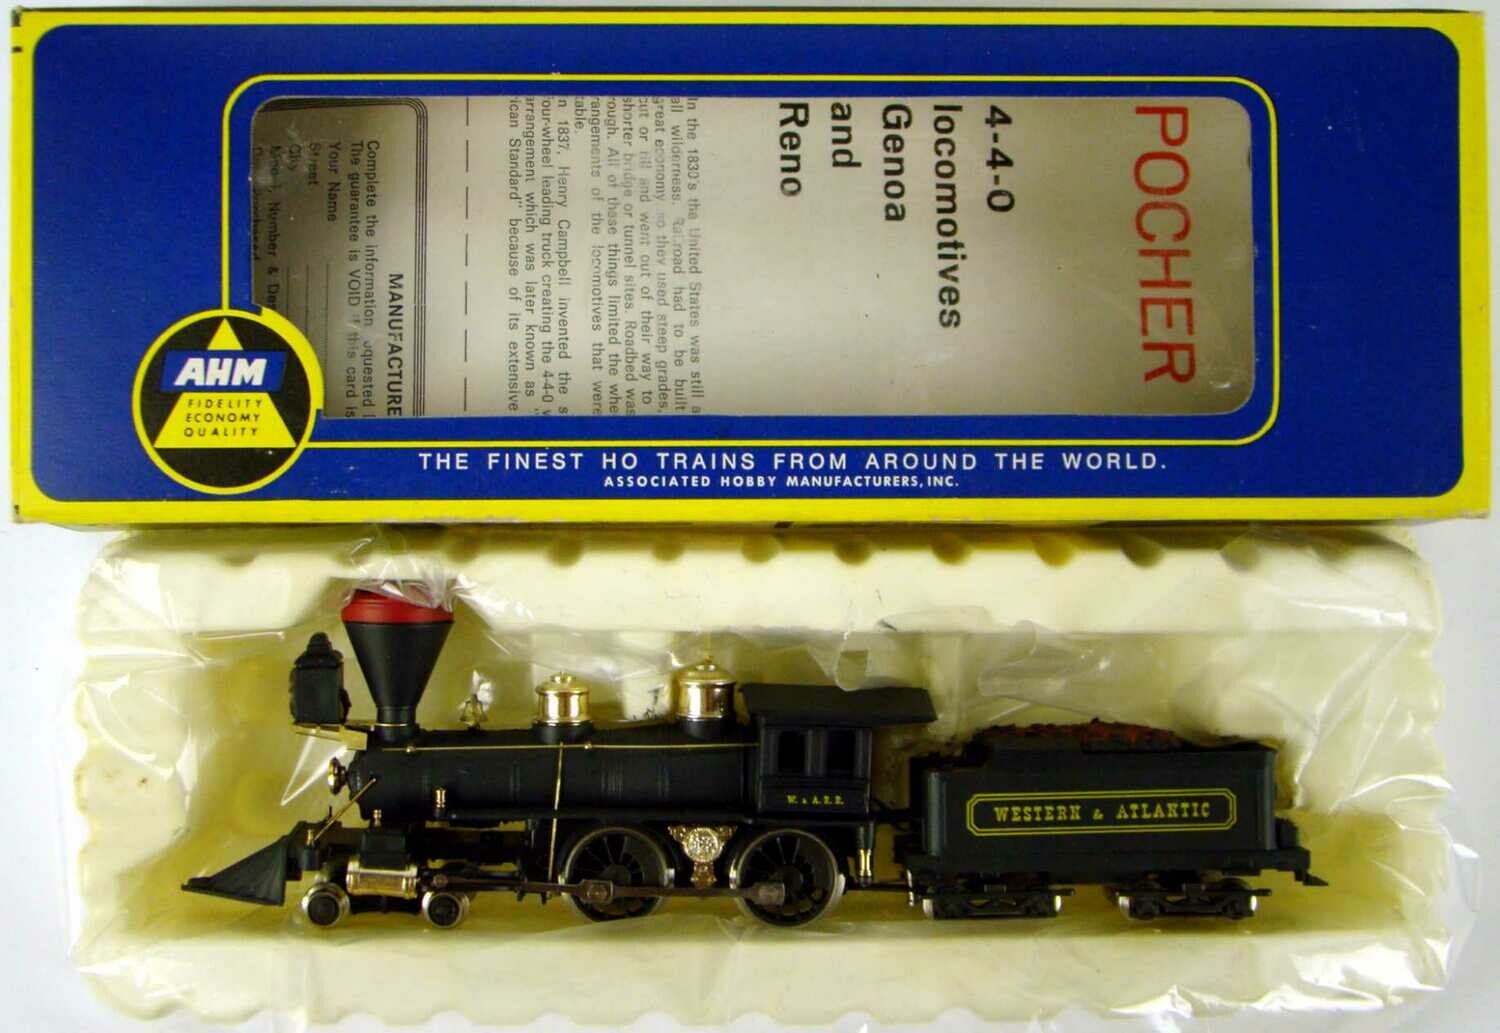 POCHER
4-4-0
locomotives
Genoa
and
Reno
In the 1830's the United States was still a
all wilderness. Railroad had to be built
great economy so they used steep grades,
cut or fill and went out of their way to
shorter bridge or tunnel sites. Roadbed was
rough. All of these things limited the whe
rangements of the locomotives that were
table.
n 1837, Henry Campbell invented the s
four-wheel leading truck creating the 4-4-0
arrangement which was later known as "
ican Standard" because of its extensive
MANUFACTURE
Complete the information
The guarantee is VOID if this card is
Your Name
Street
City
Number &
AHM
FIDELITY
ECONOMY
QUALITY
THE FINEST HO TRAINS FROM AROUND THE WORLD.
ASSOCIATED HOBBY MANUFACTURERS, INC.
W. & A.R.R.
WESTERN & ATLANTIC